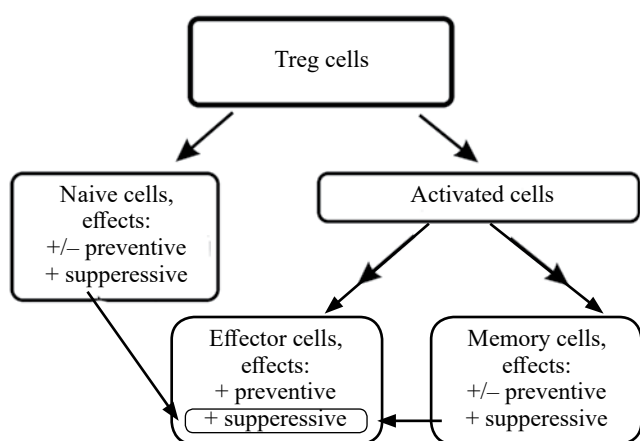 Treg cells
Naive cells,
effects:
+/– preventive
+ supperessive
Activated cells
Effector cells,
effects:
+ preventive
+ supperessive
Memory cells,
effects:
+/– preventive
+ supperessive